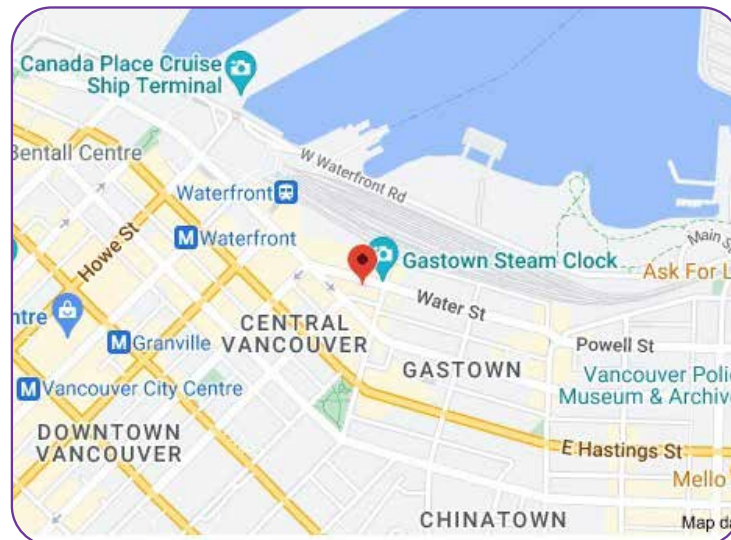 Canada Place Cruise
Ship Terminal
Bentall Centre
W Waterfront Rd
Waterfront
M Waterfront
Howe St
Main S
Gastown Steam Clock
Ask For L
Water St
ntre
M Granville
CENTRAL
VANCOUVER
Powell St
GASTOWN
Vancouver Poli
Museum & Archive
M Vancouver City Centre
DOWNTOWN
VANCOUVER
E Hastings St
Mello
CHINATOWN
Map da